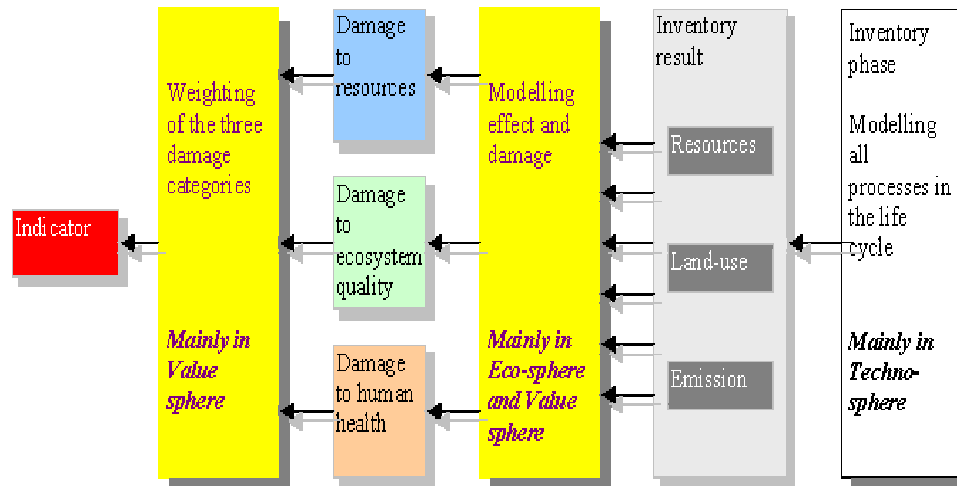 Indicator
Weighting
of the three
damage
categories
Mainly in
Value
sphere
Damage
to
resources
Damage
to
ecosystem
quality
Damage
to human
health
Modelling
effect and
damage
Mainly in
Eco-sphere
and Value
sphere
Inventory
result
Resources
Land-use
Emission
Inventory
phase
Modelling
all
processes in
the life
cycle
Mainly in
Techno-
sphere